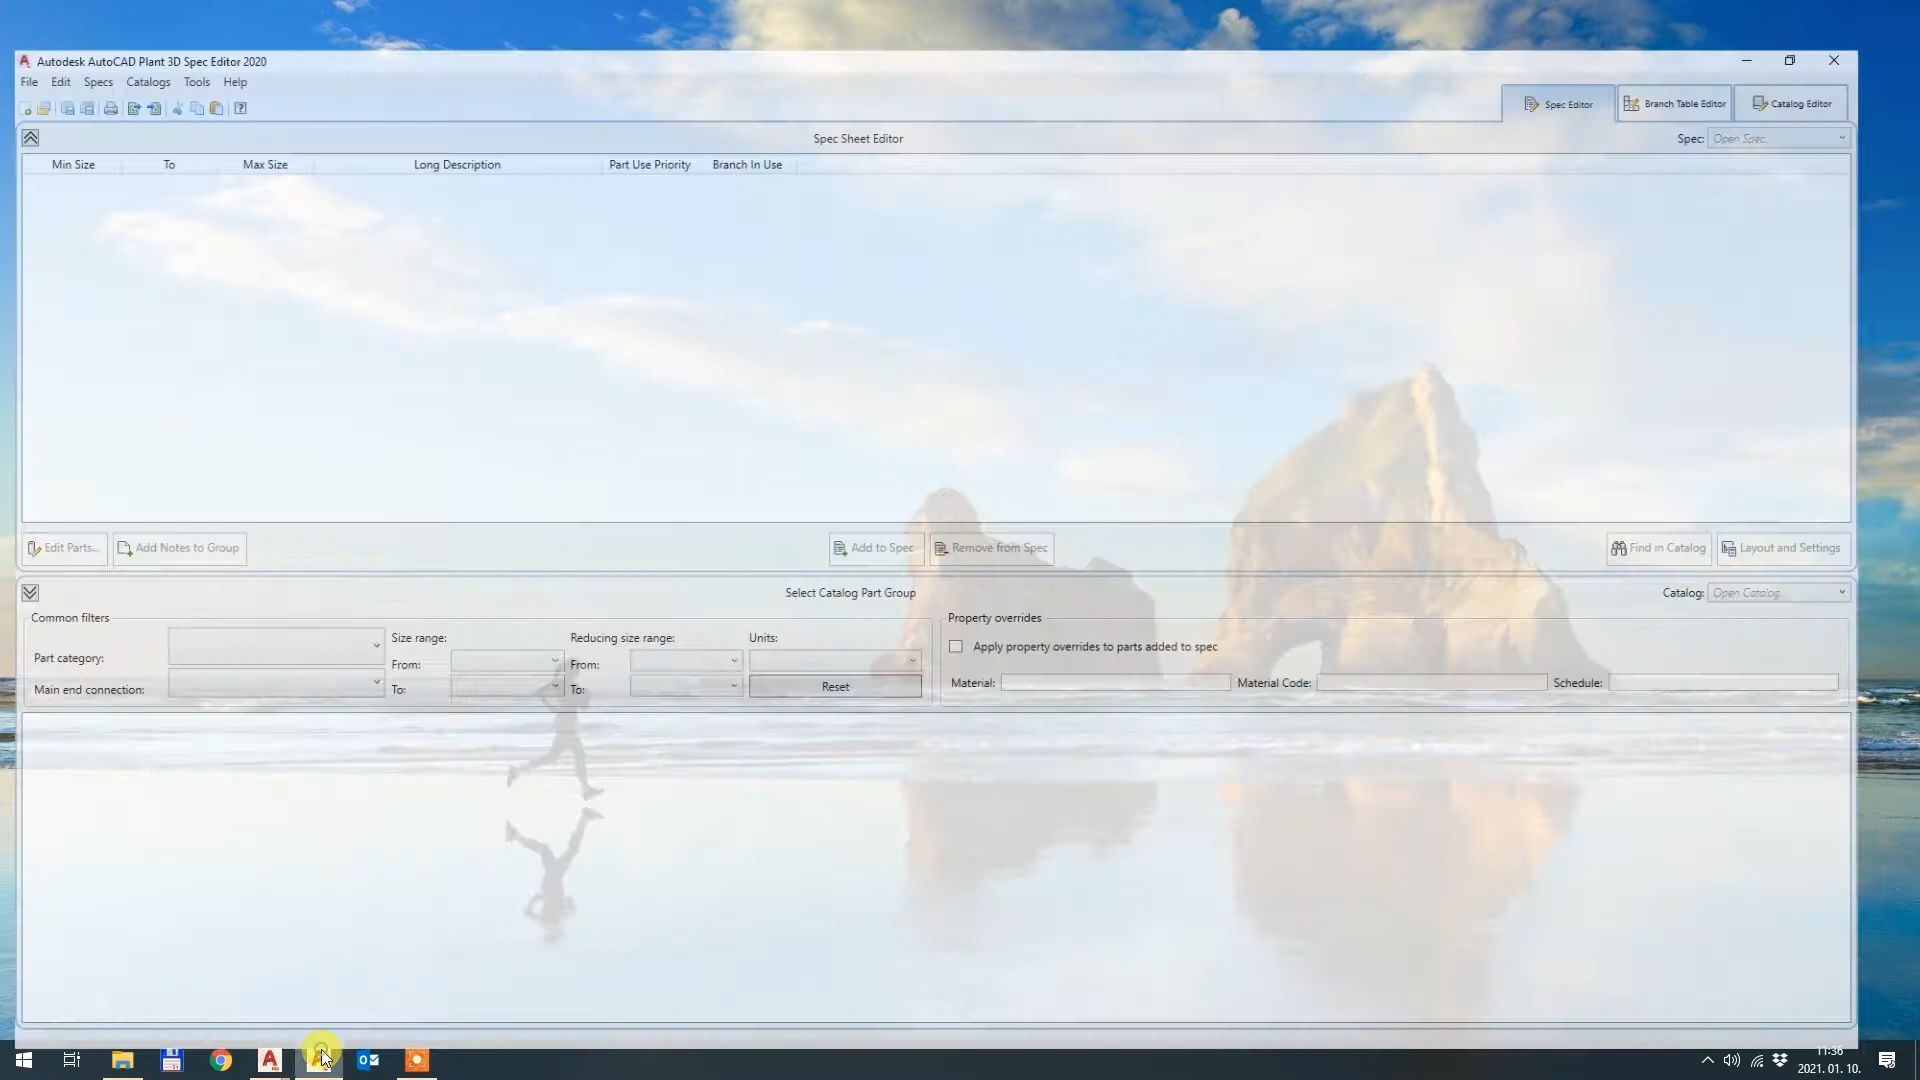 Autodesk AutoCAD Plant 3D Spec Editor 2020
File Edit Specs Catalogs Tools Help
Spec Editor Branch Table Editor Catalog Editor
Spec Sheet Editor Spec: Open Spec...
Min Size To Max Size Long Description Part Use Priority Branch In Use
Edit Parts... Add Notes to Group Add to Spec Remove from Spec Find in Catalog Layout and Settings
Select Catalog Part Group Catalog: Open Catalog...
Common filters Property overrides
Size range: Reducing size range: Units: Apply property overrides to parts added to spec
Part category: From: From:
Main end connection: To: To: Reset Material: Material Code: Schedule:
11:36
2021. 01. 10.